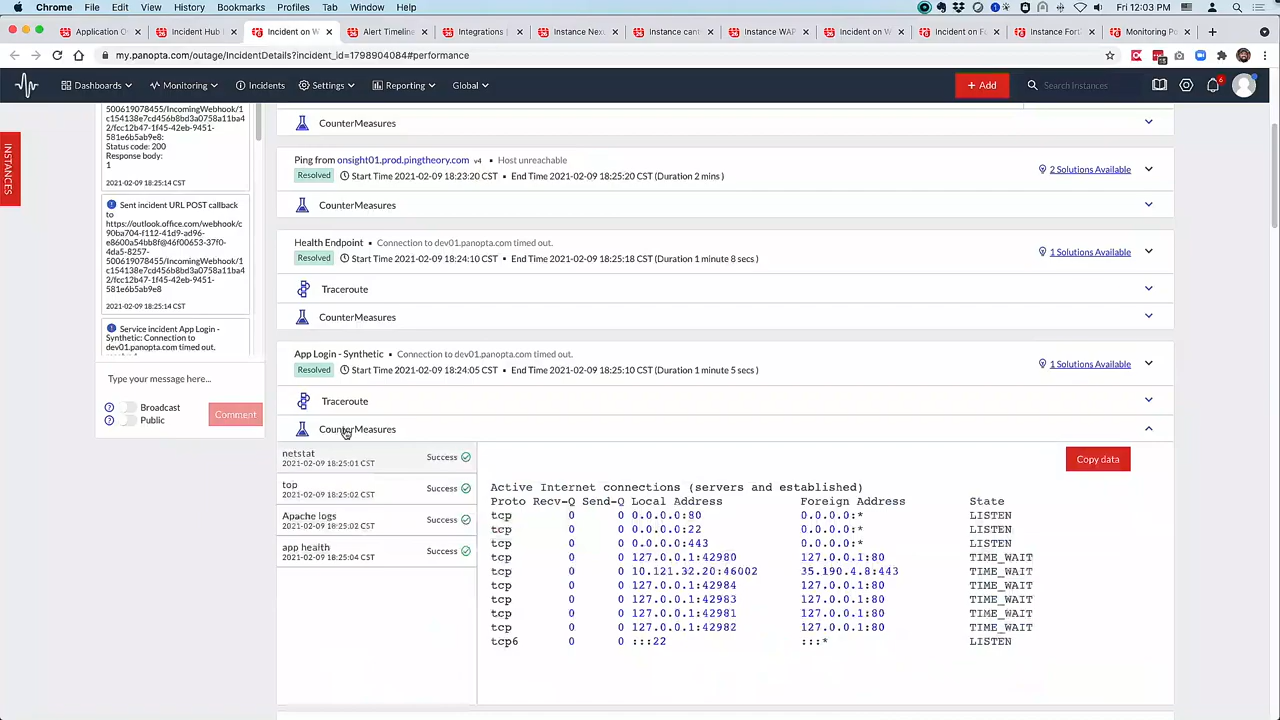 Chrome File Edit View History Bookmarks Profiles Tab Window Help
Fri 12:03 PM
Application O
Incident Hub
Incident on W
Alert Timeline
Integrations
Instance Nex
Instance cant
Instance WAP
Incident on W
Incident on F
Instance Fort
Monitoring Po
my.panopta.com/outage/IncidentDetails?incident_id=1798904084#performance
Dashboards
Monitoring
Incidents
Settings
Reporting
Global
+ Add
Search Instances
6
INSTANCES
500619078455/IncomingWebhook/1
c154138e7cd456b8bd3a0758a11ba4
2/fcc12b47-1f45-42eb-9451-
581e6b5ab9e8:
Status code: 200
Response body:
1
2021-02-09 18:25:14 CST
Sent incident URL POST callback
to
https://outlook.office.com/webhook/c
90ba704-f112-41d9-ad96-
e8600a54bb8f@46f00653-37f0-
4da5-8257-
500619078455/IncomingWebhook/1
c154138e7cd456b8bd3a0758a11ba4
2/fcc12b47-1f45-42eb-9451-
581e6b5ab9e8
2021-02-09 18:25:14 CST
Service incident App Login -
Synthetic: Connection to
dev01.panopta.com timed out.
Type your message here...
Broadcast
Public
Comment
CounterMeasures
Ping from onsight01.prod.pingtheory.com v4 • Host unreachable
Resolved Start Time 2021-02-09 18:23:20 CST • End Time 2021-02-09 18:25:20 CST (Duration 2 mins )
2 Solutions Available
CounterMeasures
Health Endpoint • Connection to dev01.panopta.com timed out.
Resolved Start Time 2021-02-09 18:24:10 CST • End Time 2021-02-09 18:25:18 CST (Duration 1 minute 8 secs )
1 Solutions Available
Traceroute
CounterMeasures
App Login - Synthetic • Connection to dev01.panopta.com timed out.
Resolved Start Time 2021-02-09 18:24:05 CST • End Time 2021-02-09 18:25:10 CST (Duration 1 minute 5 secs )
1 Solutions Available
Traceroute
CounterMeasures
netstat
2021-02-09 18:25:01 CST
Success
top
2021-02-09 18:25:02 CST
Success
Apache logs
2021-02-09 18:25:02 CST
Success
app health
2021-02-09 18:25:04 CST
Success
Copy data
Active Internet connections (servers and established)
Proto Recv-Q Send-Q Local Address Foreign Address State
tcp 0 0 0.0.0.0:80 0.0.0.0:* LISTEN
tcp 0 0 0.0.0.0:22 0.0.0.0:* LISTEN
tcp 0 0 0.0.0.0:443 0.0.0.0:* LISTEN
tcp 0 0 127.0.0.1:42980 127.0.0.1:80 TIME_WAIT
tcp 0 0 10.121.32.20:46002 35.190.4.8:443 TIME_WAIT
tcp 0 0 127.0.0.1:42984 127.0.0.1:80 TIME_WAIT
tcp 0 0 127.0.0.1:42983 127.0.0.1:80 TIME_WAIT
tcp 0 0 127.0.0.1:42981 127.0.0.1:80 TIME_WAIT
tcp 0 0 127.0.0.1:42982 127.0.0.1:80 TIME_WAIT
tcp6 0 0 :::22 :::* LISTEN